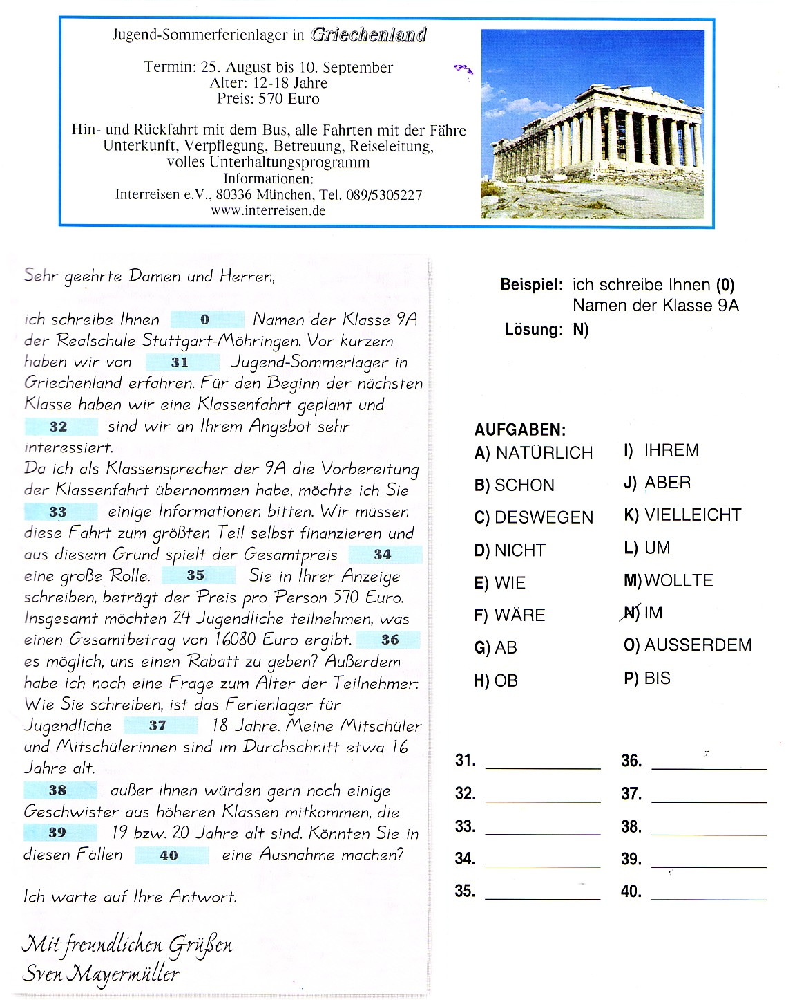 Jugend-Sommerferienlager in Griechenland
Termin: 25. August bis 10. September
Alter: 12-18 Jahre
Preis: 570 Euro
Hin- und Rückfahrt mit dem Bus, alle Fahrten mit der Fähre
Unterkunft, Verpflegung, Betreuung, Reiseleitung,
volles Unterhaltungsprogramm
Informationen:
Interreisen e.V., 80336 München, Tel. 089/5305227
www.interreisen.de
Sehr geehrte Damen und Herren,
ich schreibe Ihnen 0 Namen der Klasse 9A
der Realschule Stuttgart-Möhringen. Vor kurzem
haben wir von 31 Jugend-Sommerlager in
Griechenland erfahren. Für den Beginn der nächsten
Klasse haben wir eine Klassenfahrt geplant und
32 sind wir an Ihrem Angebot sehr
interessiert.
Da ich als Klassensprecher der 9A die Vorbereitung
der Klassenfahrt übernommen habe, möchte ich Sie
33 einige Informationen bitten. Wir müssen
diese Fahrt zum größten Teil selbst finanzieren und
aus diesem Grund spielt der Gesamtpreis 34
eine große Rolle. 35 Sie in Ihrer Anzeige
schreiben, beträgt der Preis pro Person 570 Euro.
Insgesamt möchten 24 Jugendliche teilnehmen, was
einen Gesamtbetrag von 16080 Euro ergibt. 36
es möglich, uns einen Rabatt zu geben? Außerdem
habe ich noch eine Frage zum Alter der Teilnehmer:
Wie Sie schreiben, ist das Ferienlager für
Jugendliche 37 18 Jahre. Meine Mitschüler
und Mitschülerinnen sind im Durchschnitt etwa 16
Jahre alt.
38 außer ihnen würden gern noch einige
Geschwister aus höheren Klassen mitkommen, die
39 19 bzw. 20 Jahre alt sind. Könnten Sie in
diesen Fällen 40 eine Ausnahme machen?
Ich warte auf Ihre Antwort.
Mit freundlichen Grüßen
Sven Mayermüller
Beispiel: ich schreibe Ihnen (0)
Namen der Klasse 9A
Lösung: N)
AUFGABEN:
A) NATÜRLICH
B) SCHON
C) DESWEGEN
D) NICHT
E) WIE
F) WÄRE
G) AB
H) OB
I) IHREM
J) ABER
K) VIELLEICHT
L) UM
M) WOLLTE
N) IM
O) AUSSERDEM
P) BIS
31.
32.
33.
34.
35.
36.
37.
38.
39.
40.